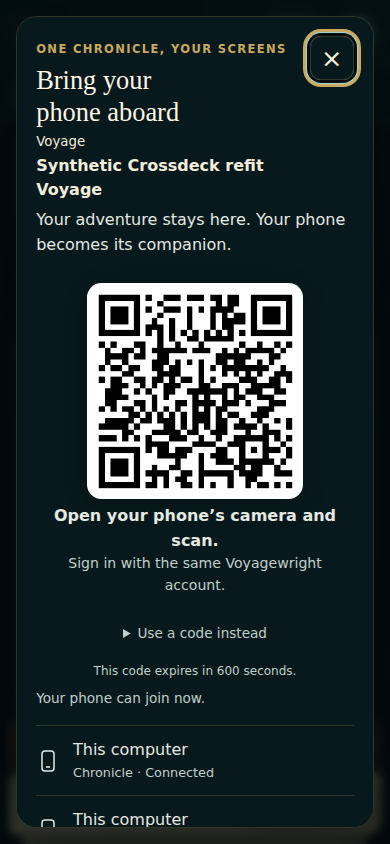 ONE CHRONICLE, YOUR SCREENS
Bring your
phone aboard
Voyage
Synthetic Crossdeck refit
Voyage
Your adventure stays here. Your phone
becomes its companion.
Open your phone’s camera and
scan.
Sign in with the same Voyagewright
account.
Use a code instead
This code expires in 600 seconds.
Your phone can join now.
This computer
Chronicle · Connected
This computer